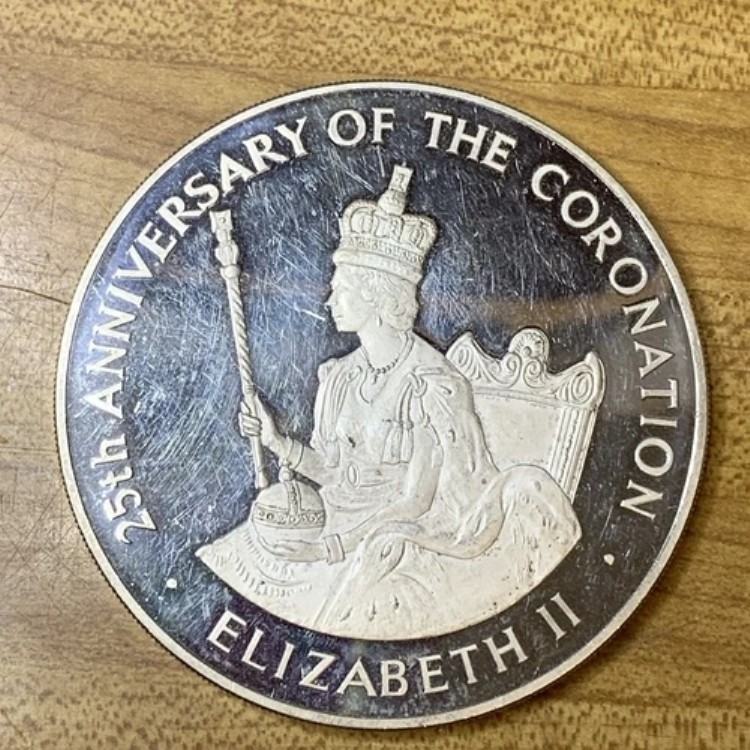 25th ANNIVERSARY OF THE CORONATION
ELIZABETH II